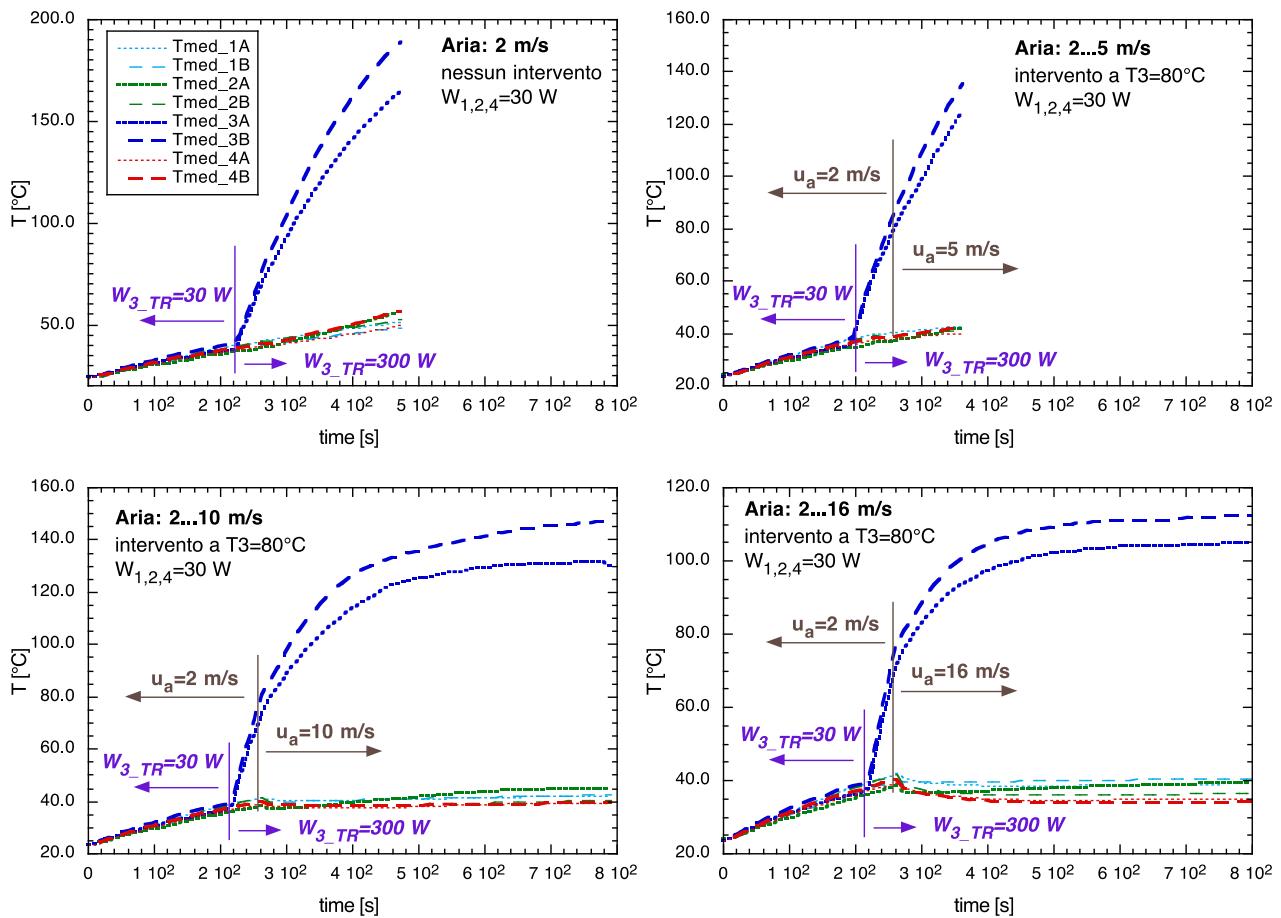 200.0
150.0
100.0
50.0
T [°C]
Tmed_1A
Tmed_1B
Tmed_2A
Tmed_2B
Tmed_3A
Tmed_3B
Tmed_4A
Tmed_4B
Aria: 2 m/s
nessun intervento
W1,2,4=30 W
W3_TR=30 W
W3_TR=300 W
0 1 10² 2 10² 3 10² 4 10² 5 10² 6 10² 7 10² 8 10²
time [s]
160.0
140.0
120.0
100.0
80.0
60.0
40.0
20.0
T [°C]
Aria: 2...5 m/s
intervento a T3=80°C
W1,2,4=30 W
ua=2 m/s
ua=5 m/s
W3_TR=30 W
W3_TR=300 W
0 1 10² 2 10² 3 10² 4 10² 5 10² 6 10² 7 10² 8 10²
time [s]
160.0
140.0
120.0
100.0
80.0
60.0
40.0
20.0
T [°C]
Aria: 2...10 m/s
intervento a T3=80°C
W1,2,4=30 W
ua=2 m/s
ua=10 m/s
W3_TR=30 W
W3_TR=300 W
0 1 10² 2 10² 3 10² 4 10² 5 10² 6 10² 7 10² 8 10²
time [s]
120.0
100.0
80.0
60.0
40.0
20.0
T [°C]
Aria: 2...16 m/s
intervento a T3=80°C
W1,2,4=30 W
ua=2 m/s
ua=16 m/s
W3_TR=30 W
W3_TR=300 W
0 1 10² 2 10² 3 10² 4 10² 5 10² 6 10² 7 10² 8 10²
time [s]